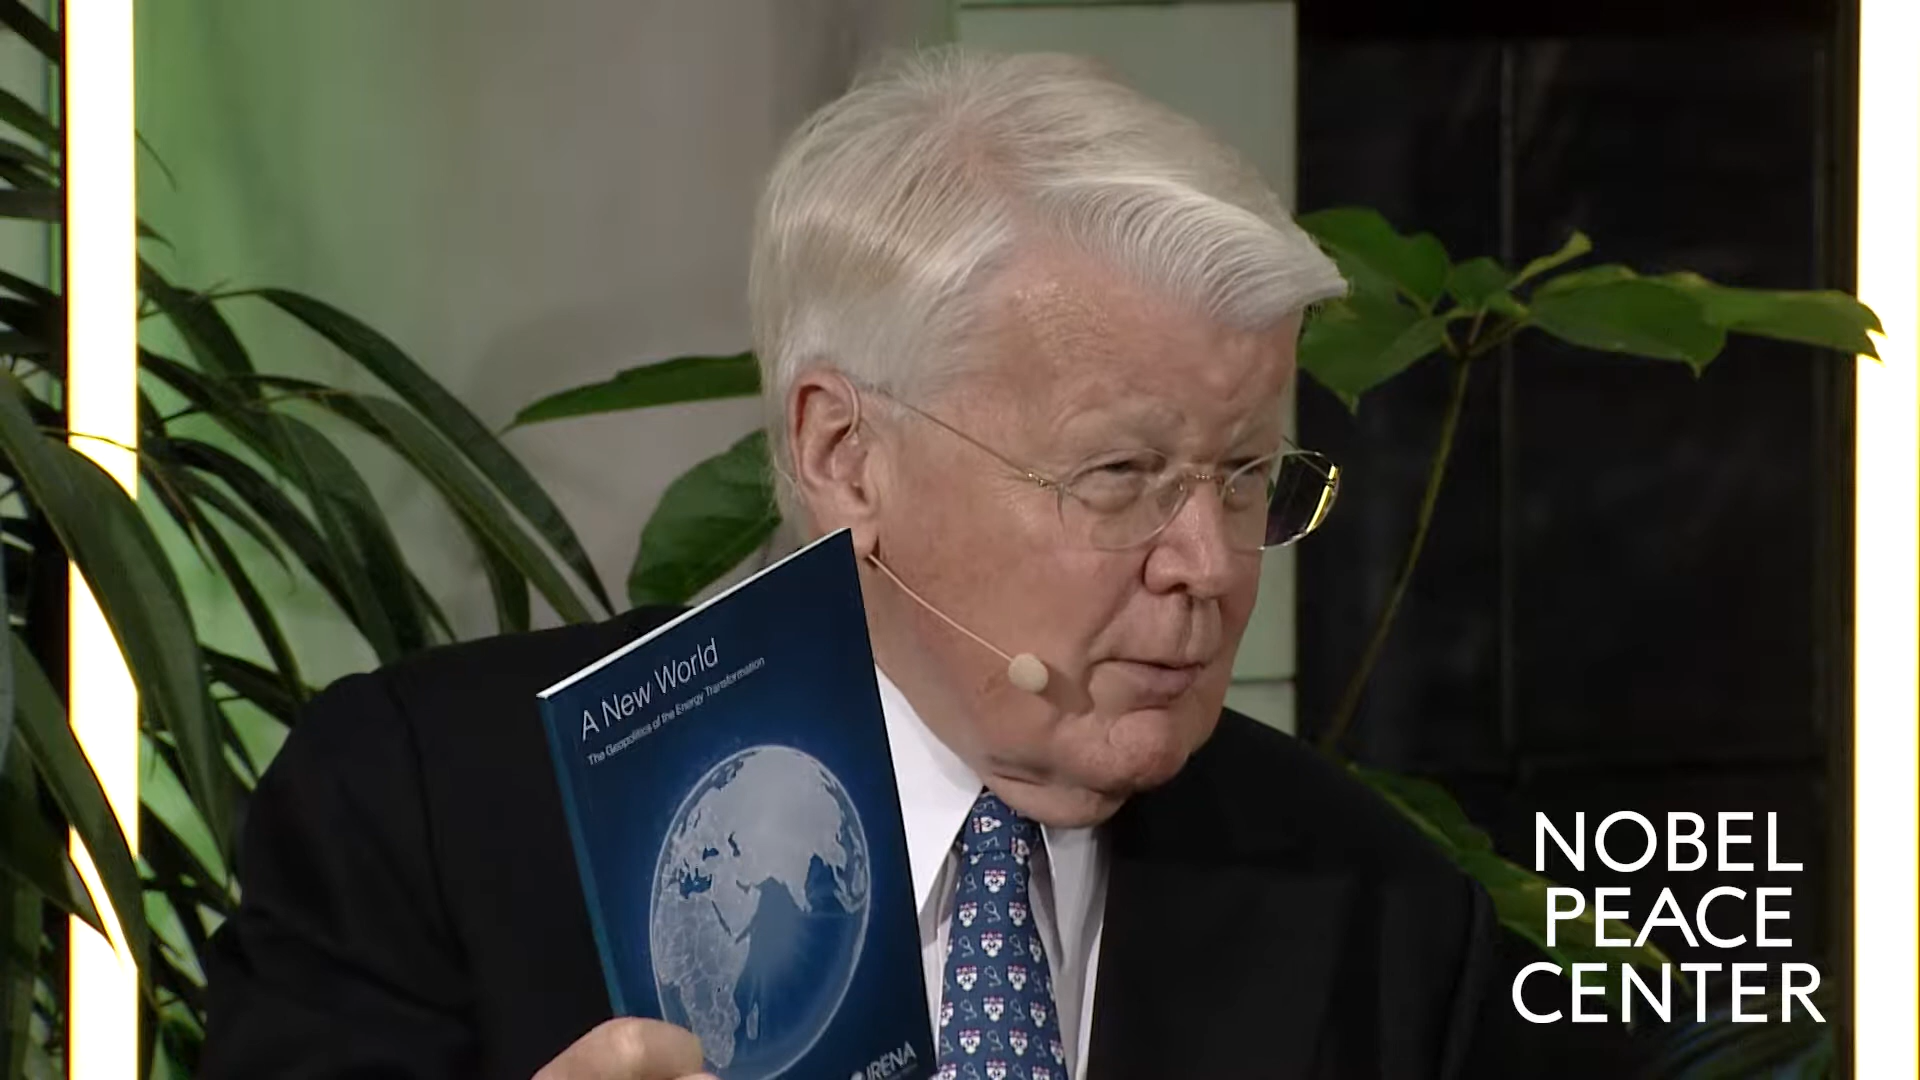 A New World
The Geopolitics of the Energy Transformation
IRENA
NOBEL
PEACE
CENTER